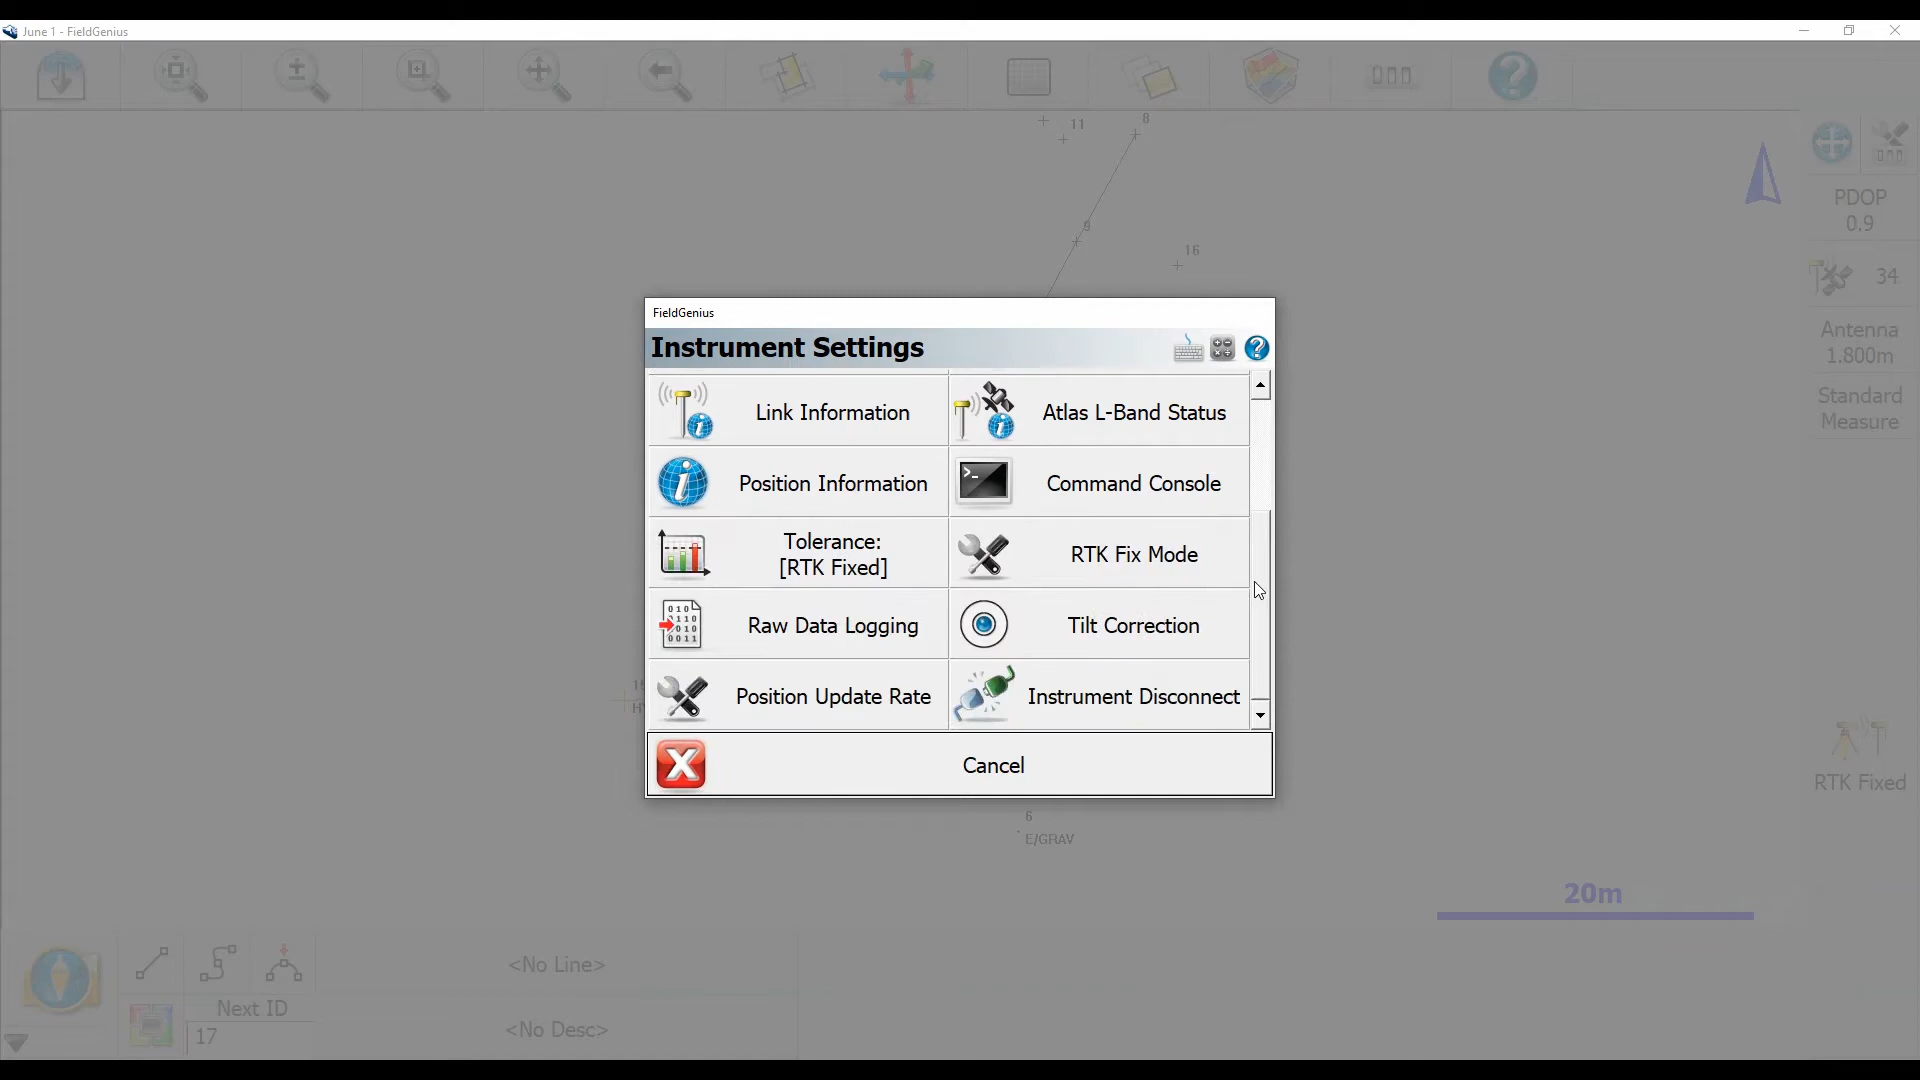 June 1 - FieldGenius
11
8
9
16
PDOP
0.9
34
Antenna
1.800m
Standard
Measure
FieldGenius
Instrument Settings
Link Information
Atlas L-Band Status
Position Information
Command Console
Tolerance:
[RTK Fixed]
RTK Fix Mode
Raw Data Logging
Tilt Correction
Position Update Rate
Instrument Disconnect
Cancel
RTK Fixed
6
E/GRAV
20m
<No Line>
Next ID
17
<No Desc>